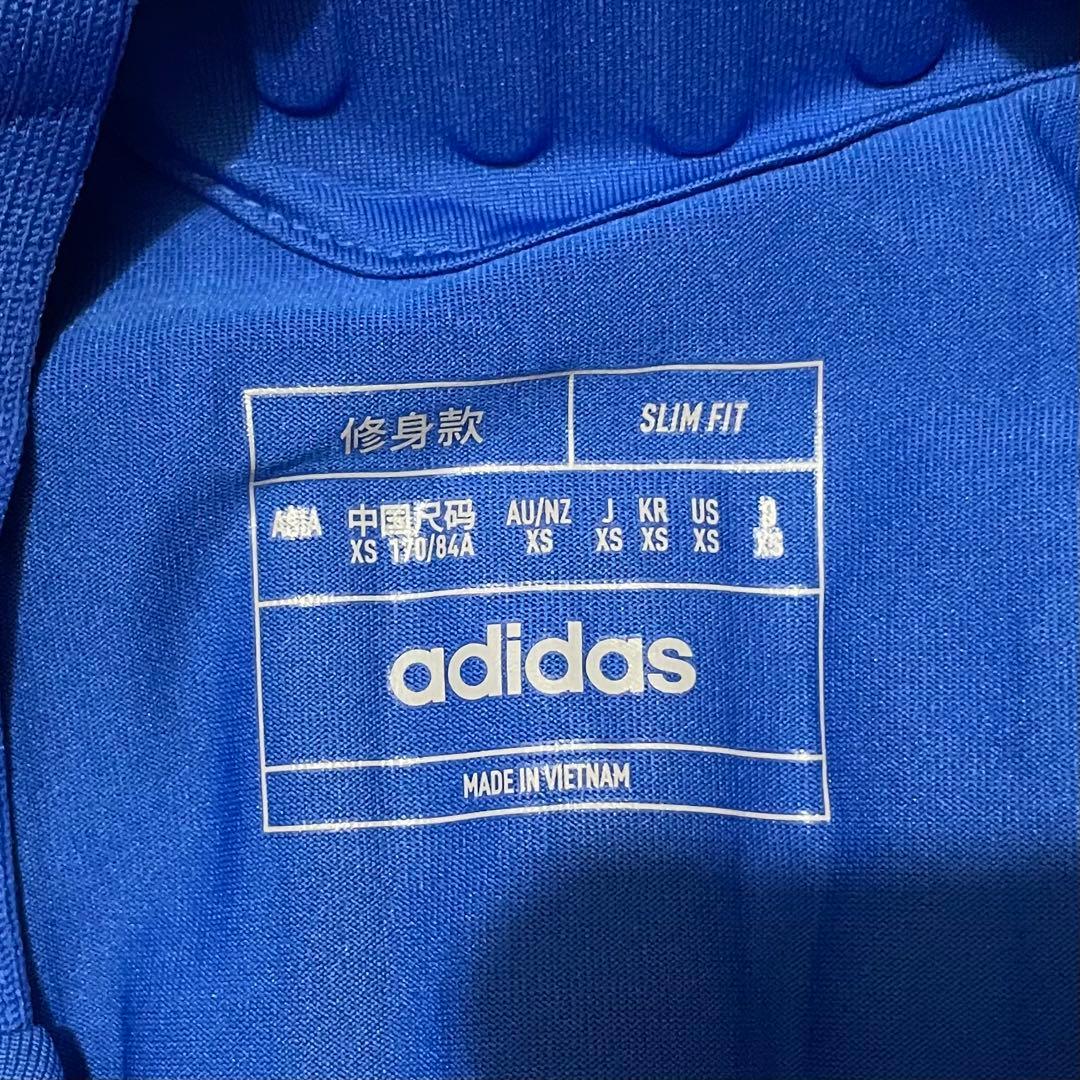 修身款 SLIM FIT
ASIA 中国尺码 AU/NZ J KR US D
XS 170/84A XS XS XS XS XS
adidas
MADE IN VIETNAM